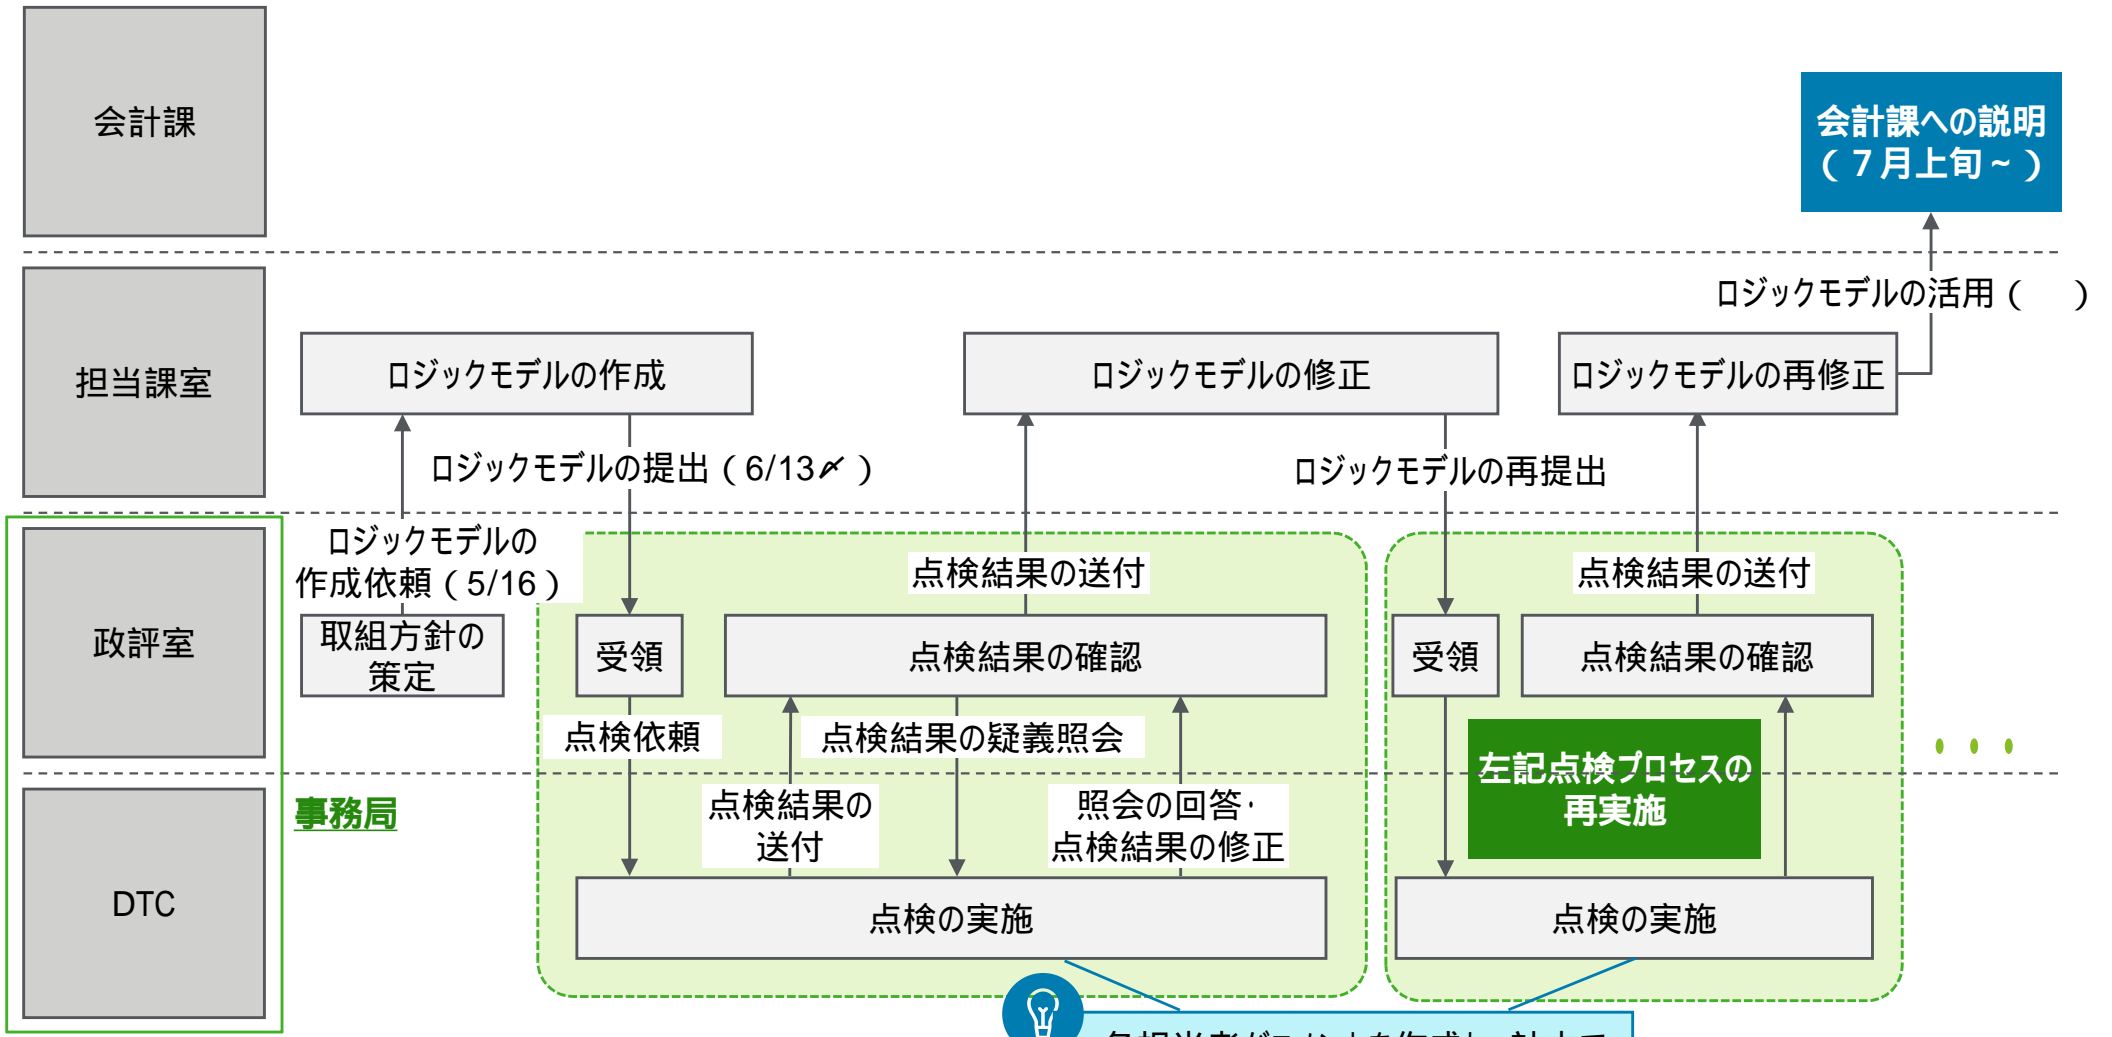 会計課
会計課への説明
(７月上旬~)
ロジックモデルの活用(　)
担当課室
ロジックモデルの作成
ロジックモデルの修正
ロジックモデルの再修正
ロジックモデルの提出(6/13〆)
ロジックモデルの再提出
ロジックモデルの
作成依頼(5/16)
点検結果の送付
点検結果の送付
政評室
取組方針の
策定
受領
点検結果の確認
受領
点検結果の確認
点検依頼
点検結果の疑義照会
左記点検プロセスの
再実施
事務局
点検結果の
送付
照会の回答・
点検結果の修正
DTC
点検の実施
点検の実施